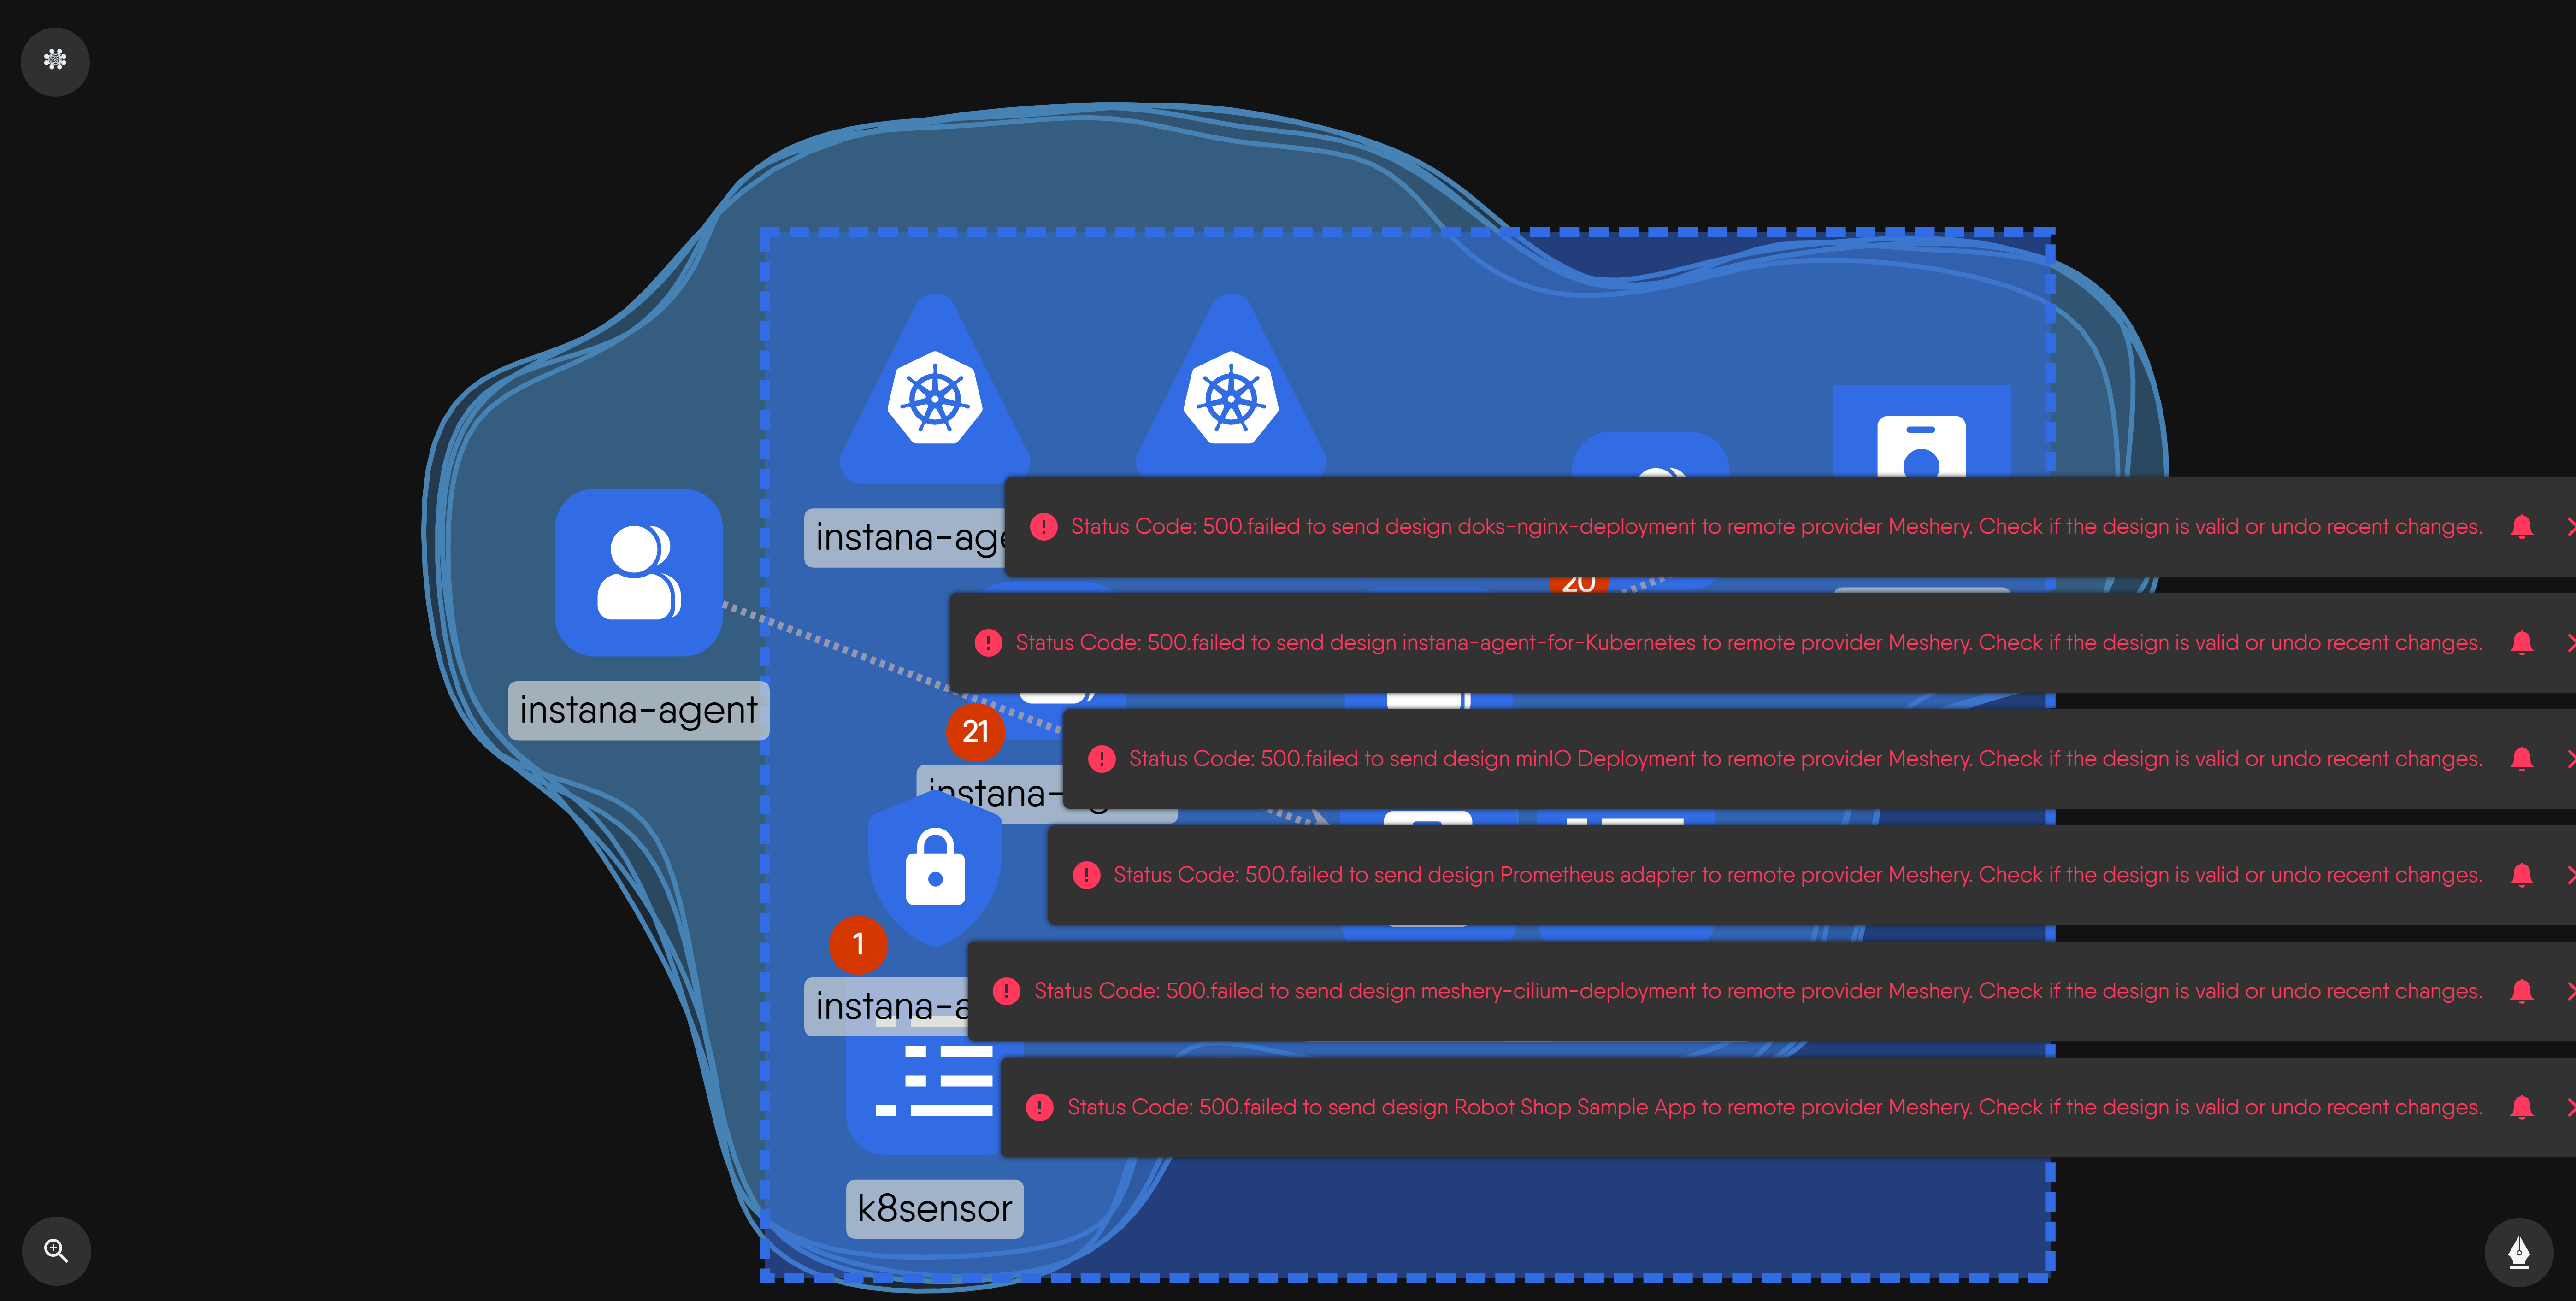 instana-age
Status Code: 500.failed to send design doks-nginx-deployment to remote provider Meshery. Check if the design is valid or undo recent changes.
20
Status Code: 500.failed to send design instana-agent-for-Kubernetes to remote provider Meshery. Check if the design is valid or undo recent changes.
instana-agent
21
Status Code: 500.failed to send design minIO Deployment to remote provider Meshery. Check if the design is valid or undo recent changes.
instana-
Status Code: 500.failed to send design Prometheus adapter to remote provider Meshery. Check if the design is valid or undo recent changes.
1
Status Code: 500.failed to send design meshery-cilium-deployment to remote provider Meshery. Check if the design is valid or undo recent changes.
instana-a
Status Code: 500.failed to send design Robot Shop Sample App to remote provider Meshery. Check if the design is valid or undo recent changes.
k8sensor